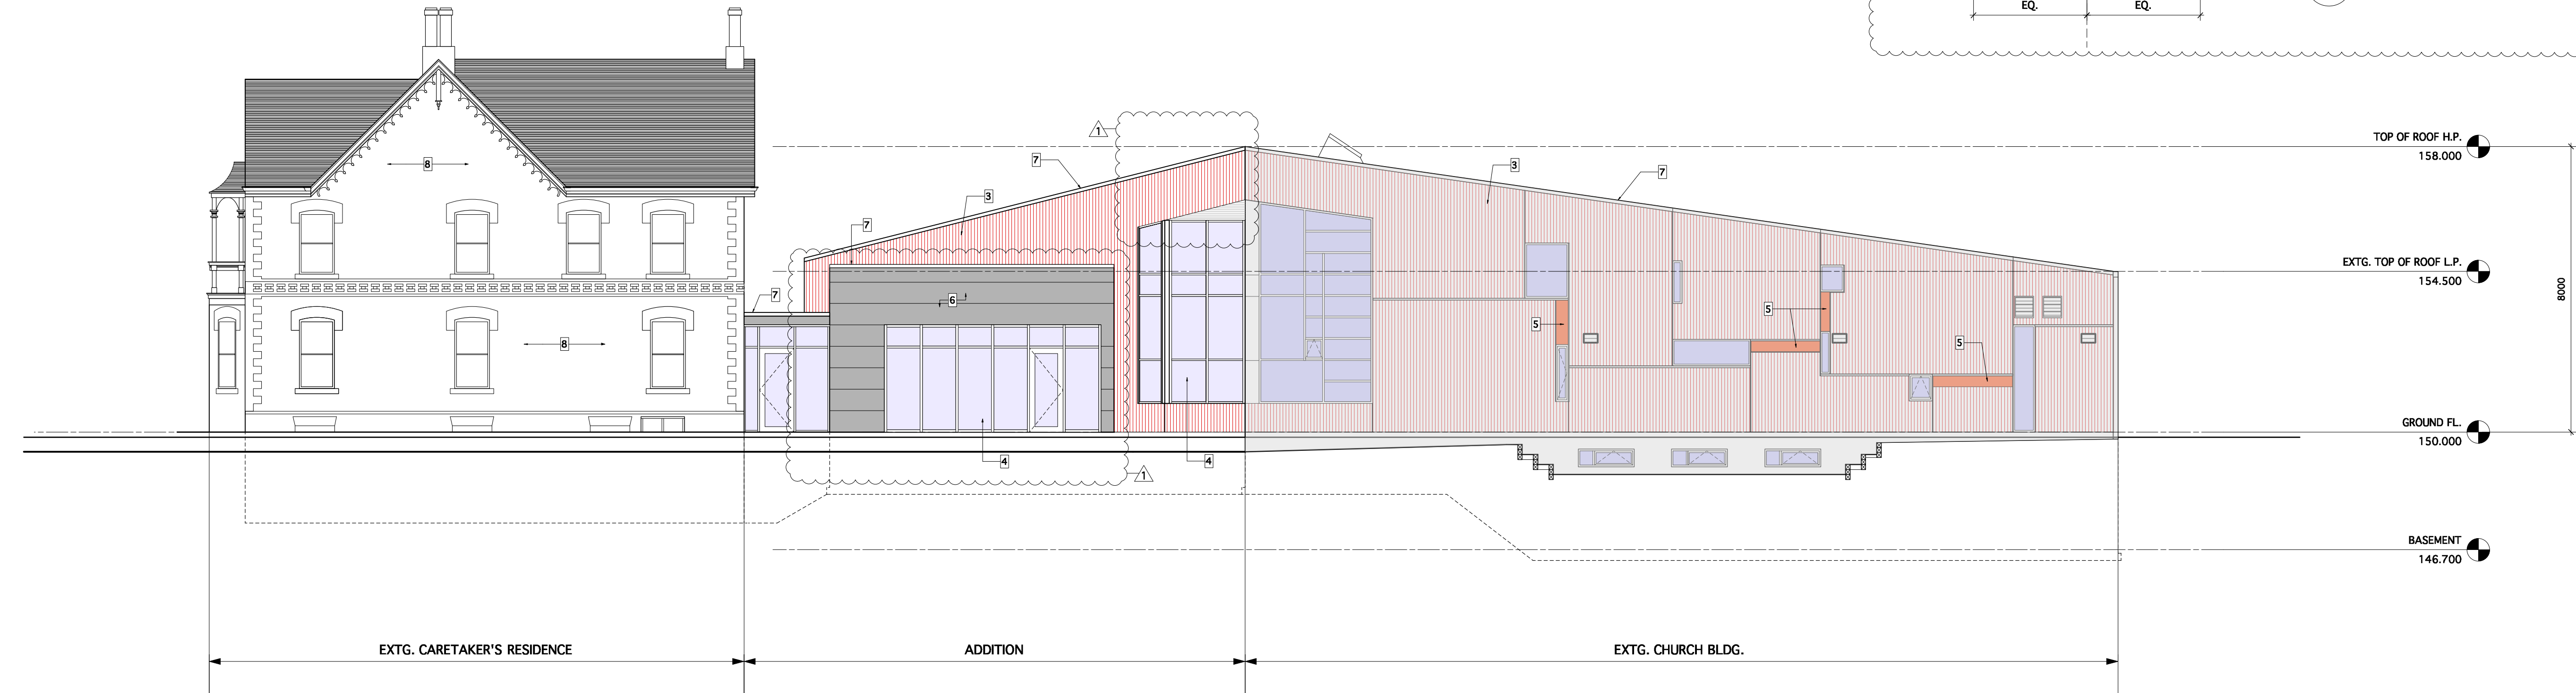 EQ. EQ.
TOP OF ROOF H.P.
158.000
1
7
3
3
7
8
7
EXTG. TOP OF ROOF L.P.
154.500
8000
7
6
5
5
5
8
GROUND FL.
150.000
4
4
1
BASEMENT
146.700
EXTG. CARETAKER'S RESIDENCE
ADDITION
EXTG. CHURCH BLDG.